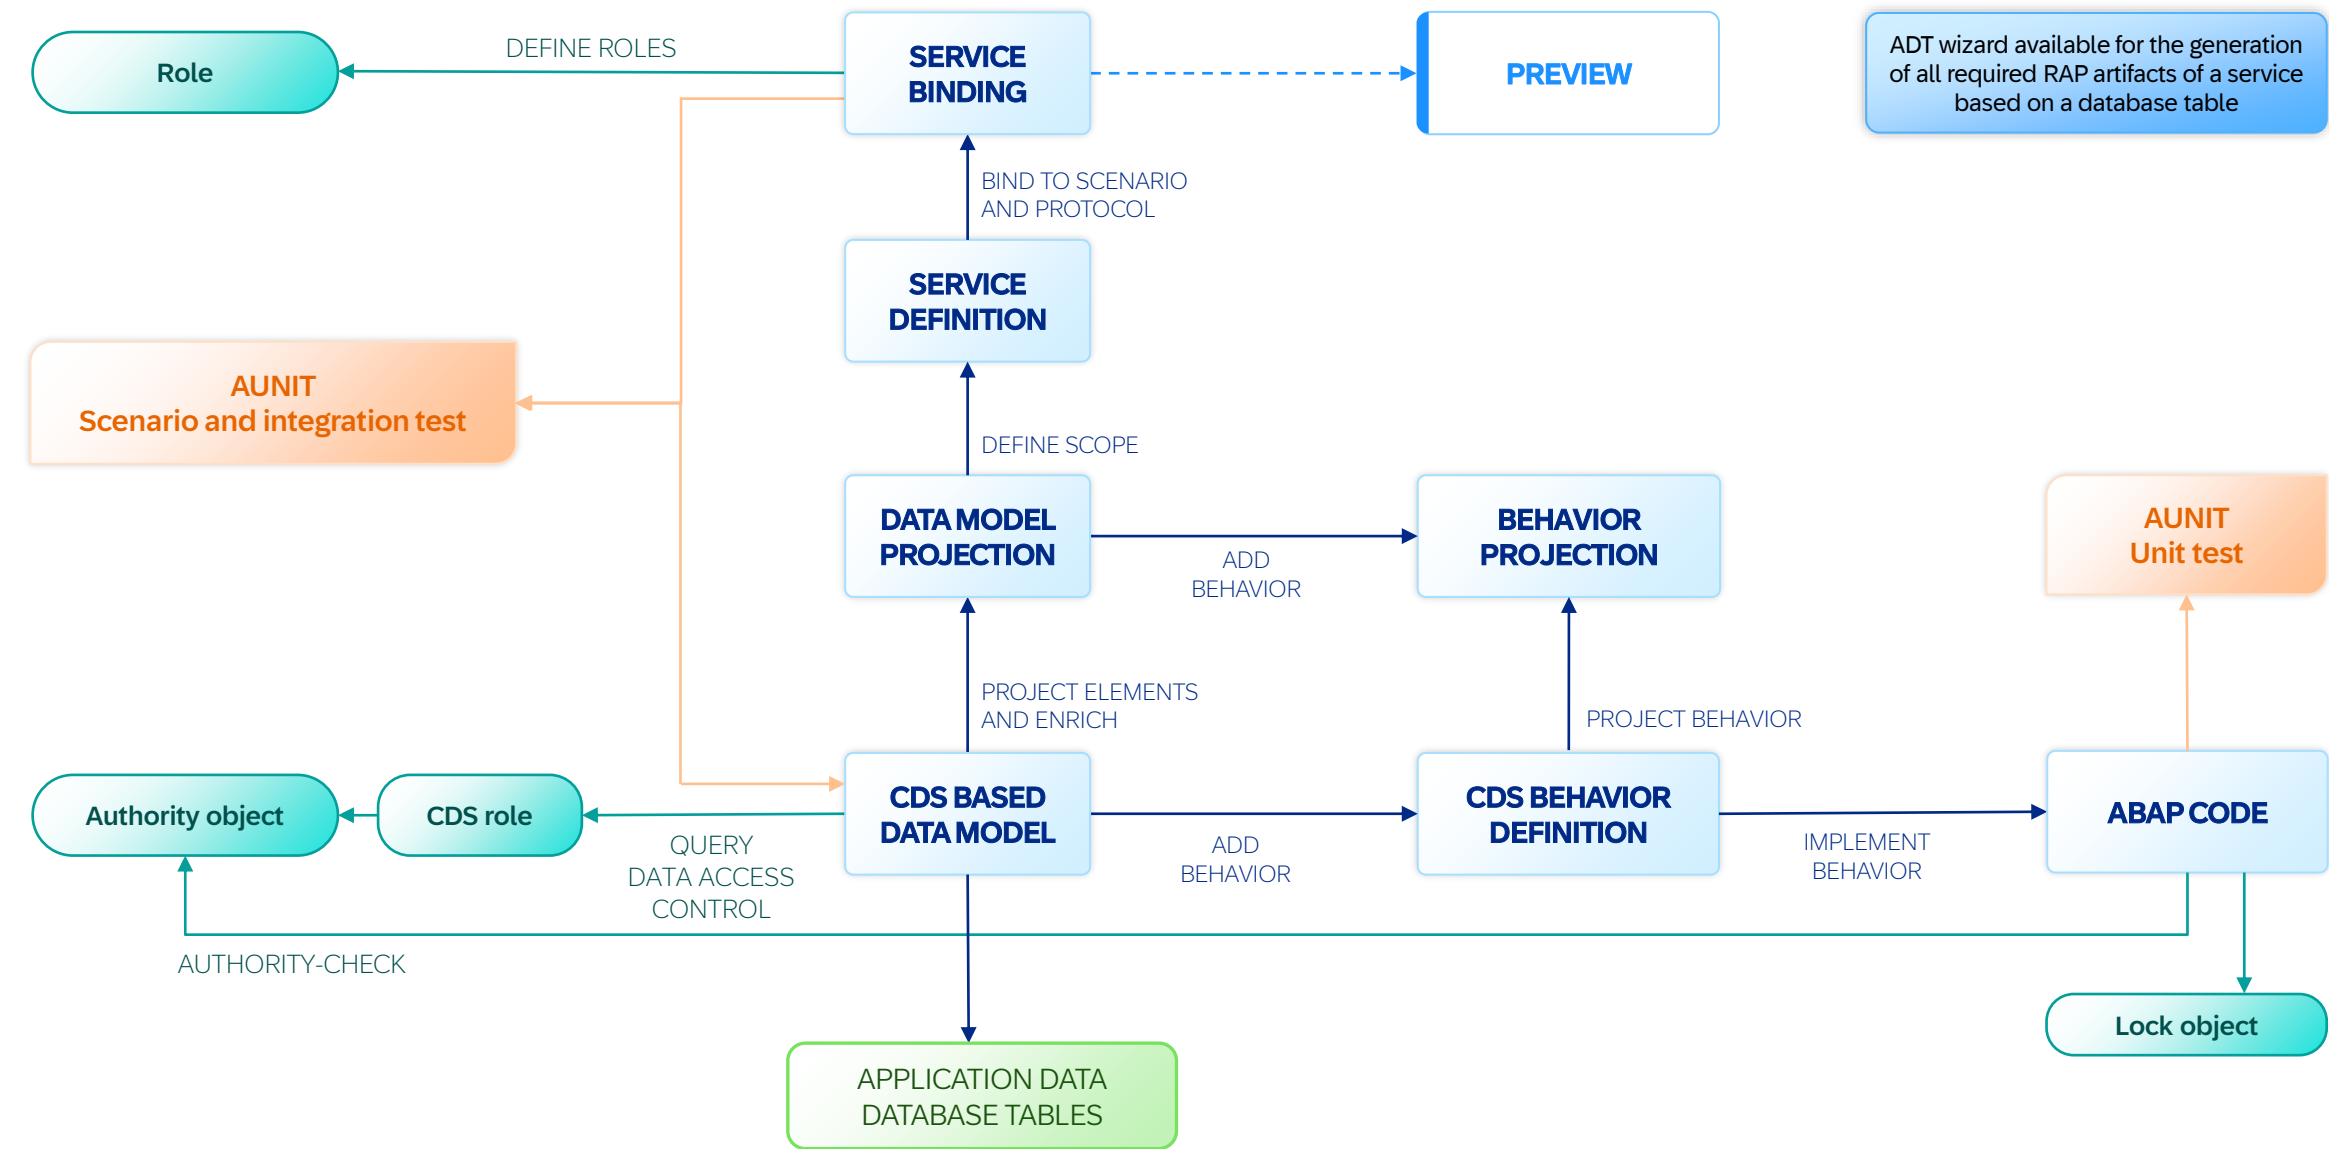 Role
DEFINE ROLES
SERVICE
BINDING
PREVIEW
ADT wizard available for the generation
of all required RAP artifacts of a service
based on a database table
BIND TO SCENARIO
AND PROTOCOL
SERVICE
DEFINITION
AUNIT
Scenario and integration test
DEFINE SCOPE
DATA MODEL
PROJECTION
ADD
BEHAVIOR
BEHAVIOR
PROJECTION
AUNIT
Unit test
PROJECT ELEMENTS
AND ENRICH
PROJECT BEHAVIOR
Authority object
CDS role
QUERY
DATA ACCESS
CONTROL
CDS BASED
DATA MODEL
ADD
BEHAVIOR
CDS BEHAVIOR
DEFINITION
IMPLEMENT
BEHAVIOR
ABAP CODE
AUTHORITY-CHECK
Lock object
APPLICATION DATA
DATABASE TABLES